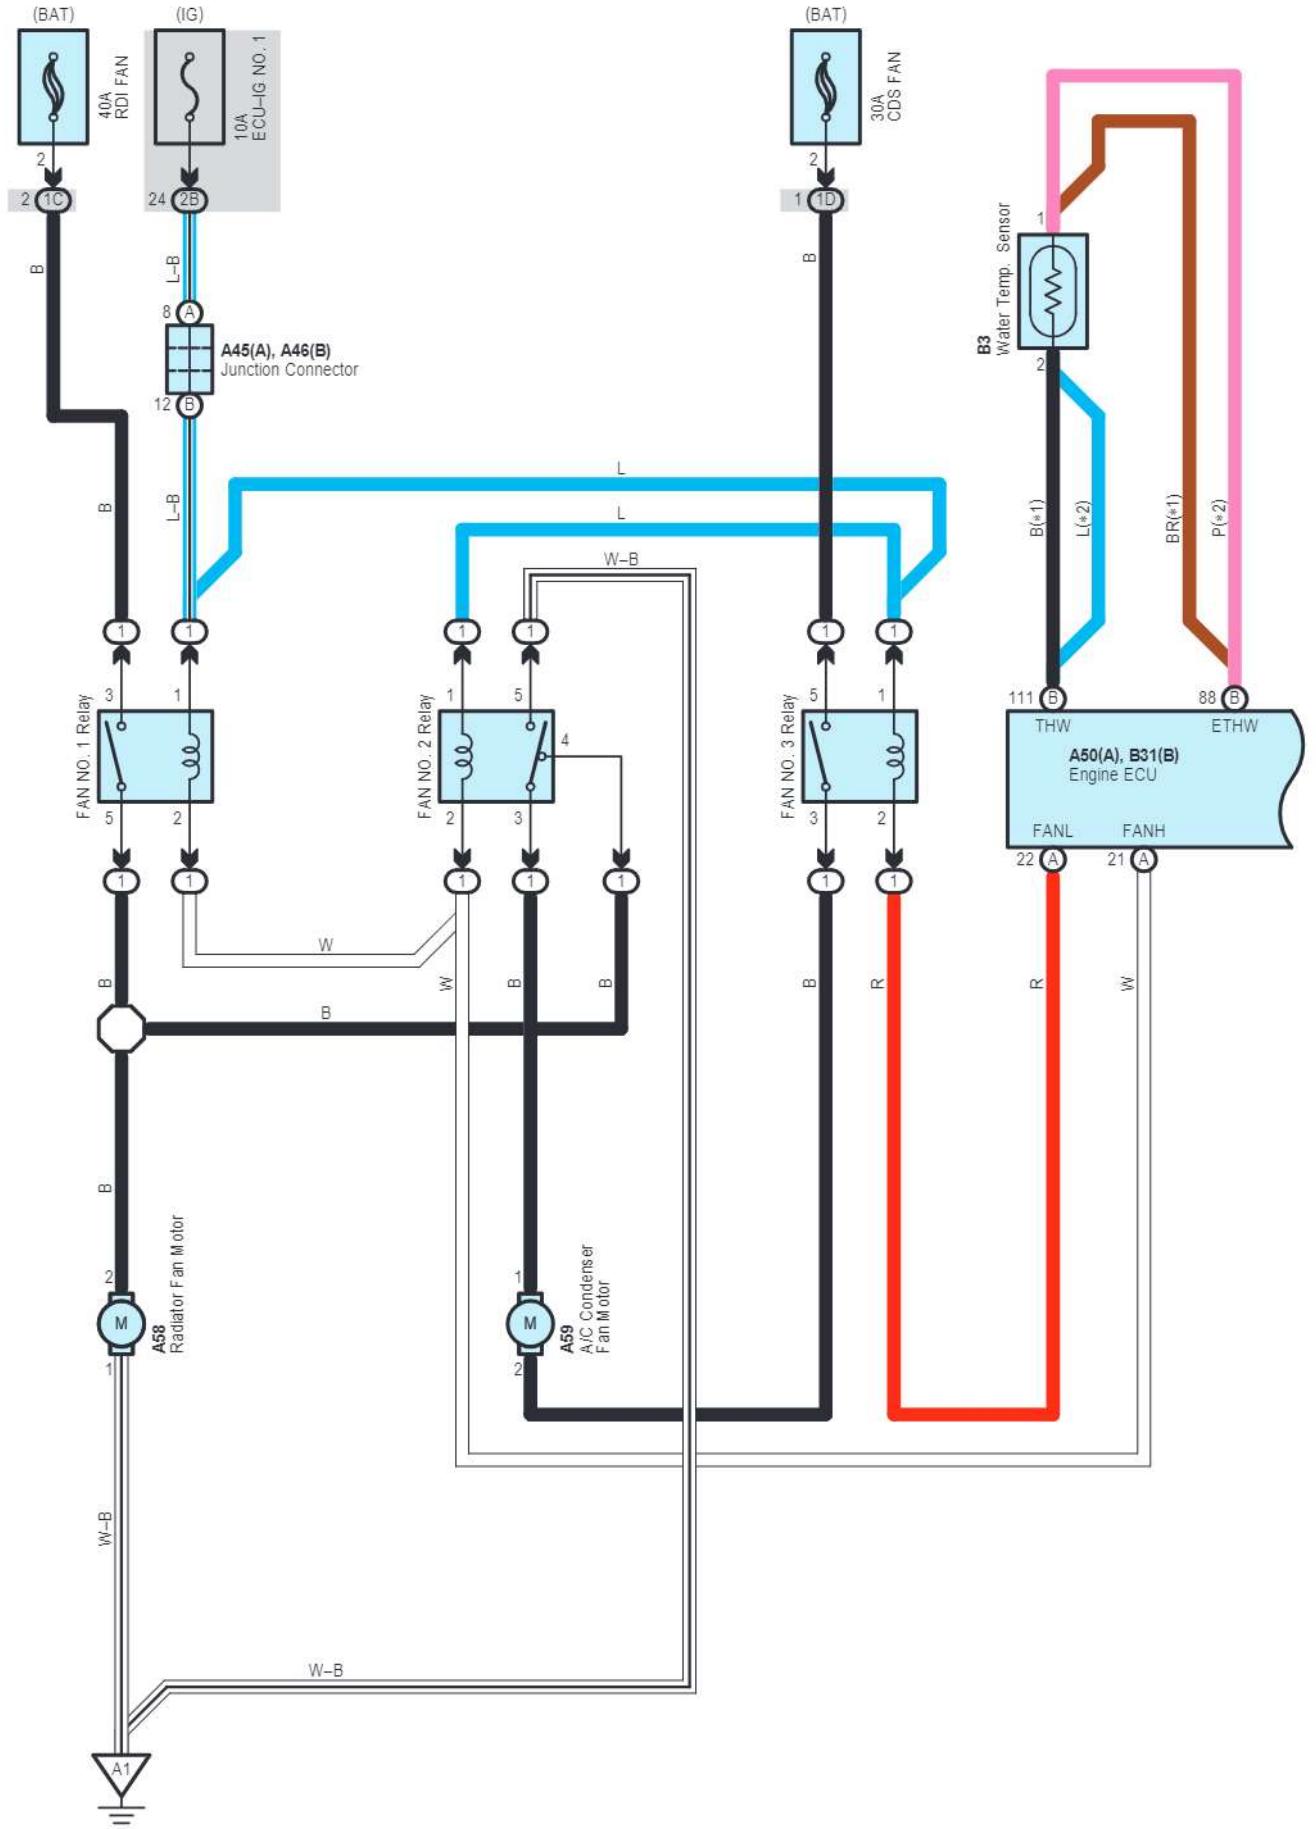 (BAT)
(IG)
(BAT)
40A
RDI FAN
10A
ECU–IG NO. 1
30A
CDS FAN
2
2
2 1C
24 2B
1 1D
B
L–B
B
8 A
A45(A), A46(B)
Junction Connector
12 B
1
B3
Water Temp. Sensor
2
B
L–B
L
L
W–B
B(*1)
L(*2)
BR(*1)
P(*2)
1
1
1
1
1
1
3
1
1
5
4
5
1
FAN NO. 1 Relay
FAN NO. 2 Relay
FAN NO. 3 Relay
5
2
2
3
3
2
111 B
88 B
THW
ETHW
A50(A), B31(B)
Engine ECU
FANL
FANH
22 A
21 A
1
1
1
1
1
1
1
W
B
W
B
B
B
R
R
W
B
B
2
M
1
A58
Radiator Fan Motor
1
M
2
A59
A/C Condenser
Fan Motor
W–B
W–B
A1